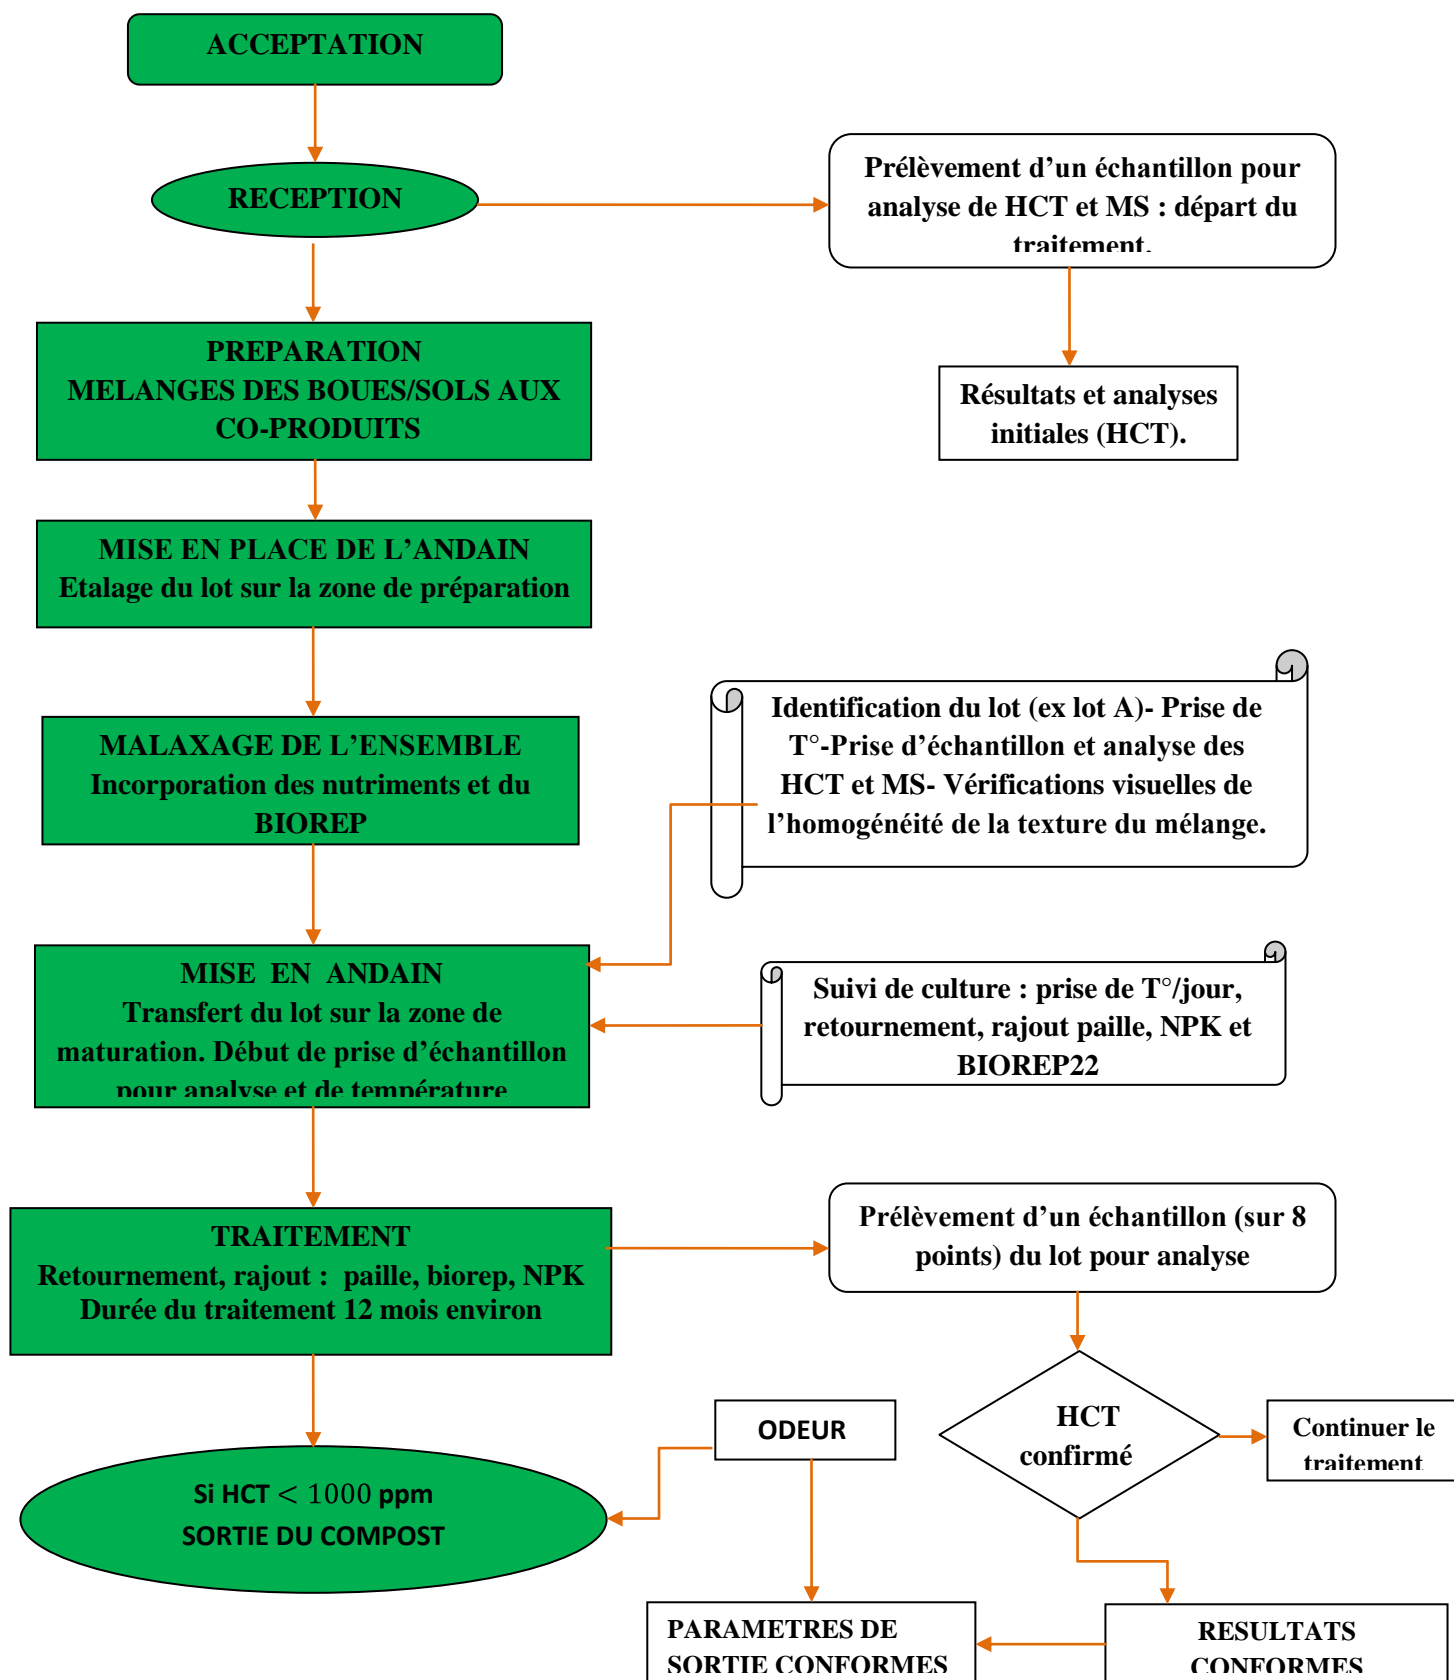 ACCEPTATION
RECEPTION
Prélèvement d’un échantillon pour
analyse de HCT et MS : départ du
traitement.
PREPARATION
MELANGES DES BOUES/SOLS AUX
CO-PRODUITS
Résultats et analyses
initiales (HCT).
MISE EN PLACE DE L’ANDAIN
Etalage du lot sur la zone de préparation
MALAXAGE DE L’ENSEMBLE
Incorporation des nutriments et du
BIOREP
Identification du lot (ex lot A)- Prise de
T°-Prise d’échantillon et analyse des
HCT et MS- Vérifications visuelles de
l’homogénéité de la texture du mélange.
MISE EN ANDAIN
Transfert du lot sur la zone de
maturation. Début de prise d’échantillon
pour analyse et de température
Suivi de culture : prise de T°/jour,
retournement, rajout paille, NPK et
BIOREP22
TRAITEMENT
Retournement, rajout : paille, biorep, NPK
Durée du traitement 12 mois environ
Prélèvement d’un échantillon (sur 8
points) du lot pour analyse
HCT
confirmé
Continuer le
traitement
ODEUR
Si HCT < 1000 ppm
SORTIE DU COMPOST
PARAMETRES DE
SORTIE CONFORMES
RESULTATS
CONFORMES